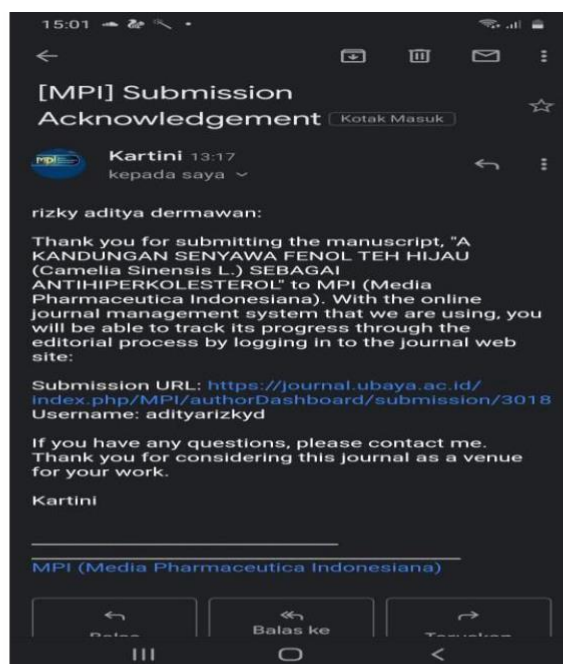 15:01
[MPI] Submission
Acknowledgement Kotak Masuk
MPI
Kartini 13:17
kepada saya
rizky aditya dermawan:
Thank you for submitting the manuscript, "A
KANDUNGAN SENYAWA FENOL TEH HIJAU
(Camelia Sinensis L.) SEBAGAI
ANTIHIPERKOLESTEROL" to MPI (Media
Pharmaceutica Indonesiana). With the online
journal management system that we are using, you
will be able to track its progress through the
editorial process by logging in to the journal web
site:
Submission URL: https://journal.ubaya.ac.id/
index.php/MPI/authorDashboard/submission/3018
Username: adityarizkyd
If you have any questions, please contact me.
Thank you for considering this journal as a venue
for your work.
Kartini
MPI (Media Pharmaceutica Indonesiana)
Balas ke